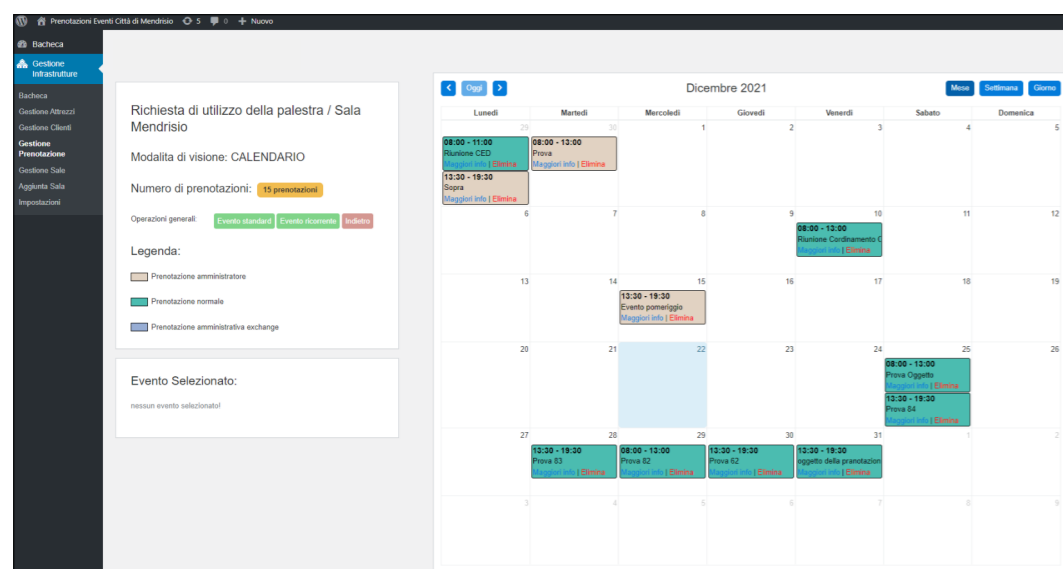 Prenotazioni Eventi Città di Mendrisio 5 0 + Nuovo
Bacheca
Gestione
Infrastrutture
Bacheca
Gestione Attrezzi
Gestione Clienti
Gestione
Prenotazione
Gestione Sale
Aggiunta Sala
Impostazioni
Richiesta di utilizzo della palestra / Sala
Mendrisio
Modalita di visione: CALENDARIO
Numero di prenotazioni: 15 prenotazioni
Operazioni generali: Evento standard Evento ricorrente Indietro
Legenda:
Prenotazione amministratore
Prenotazione normale
Prenotazione amministrativa exchange
Evento Selezionato:
nessun evento selezionato!
Oggi Dicembre 2021 Mese Settimana Giorno
Lunedì Martedì Mercoledì Giovedì Venerdì Sabato Domenica
29 30 1 2 3 4 5
08:00 - 11:00 08:00 - 13:00
Riunione CED Prova
Maggiori info | Elimina Maggiori info | Elimina
13:30 - 19:30
Sopra
Maggiori info | Elimina
6 7 8 9 10 11 12
08:00 - 13:00
Riunione Cordinamento C
Maggiori info | Elimina
13 14 15 16 17 18 19
13:30 - 19:30
Evento pomeriggio
Maggiori info | Elimina
20 21 22 23 24 25 26
08:00 - 13:00
Prova Oggetto
Maggiori info | Elimina
13:30 - 19:30
Prova 84
Maggiori info | Elimina
27 28 29 30 31 1 2
13:30 - 19:30 08:00 - 13:00 13:30 - 19:30 13:30 - 19:30
Prova 83 Prova 82 Prova 62 oggetto della pranotazion
Maggiori info | Elimina Maggiori info | Elimina Maggiori info | Elimina Maggiori info | Elimina
3 4 5 6 7 8 9